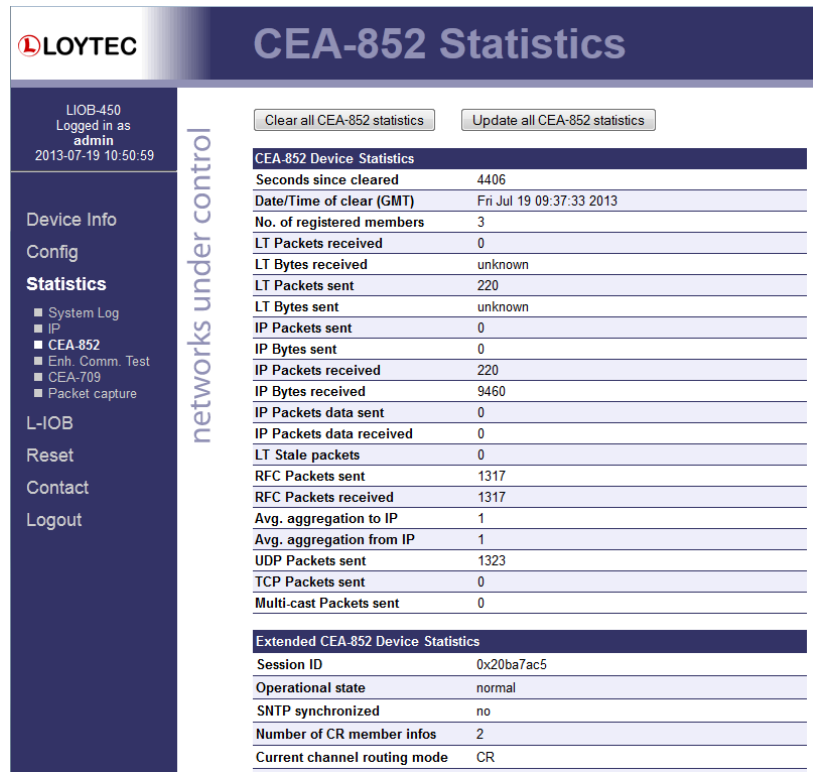 LOYTEC
CEA-852 Statistics
LIOB-450
Logged in as
admin
2013-07-19 10:50:59
Device Info
Config
Statistics
System Log
IP
CEA-852
Enh. Comm. Test
CEA-709
Packet capture
L-IOB
Reset
Contact
Logout
networks under control
Clear all CEA-852 statistics Update all CEA-852 statistics
CEA-852 Device Statistics
Seconds since cleared 4406
Date/Time of clear (GMT) Fri Jul 19 09:37:33 2013
No. of registered members 3
LT Packets received 0
LT Bytes received unknown
LT Packets sent 220
LT Bytes sent unknown
IP Packets sent 0
IP Bytes sent 0
IP Packets received 220
IP Bytes received 9460
IP Packets data sent 0
IP Packets data received 0
LT Stale packets 0
RFC Packets sent 1317
RFC Packets received 1317
Avg. aggregation to IP 1
Avg. aggregation from IP 1
UDP Packets sent 1323
TCP Packets sent 0
Multi-cast Packets sent 0
Extended CEA-852 Device Statistics
Session ID 0x20ba7ac5
Operational state normal
SNTP synchronized no
Number of CR member infos 2
Current channel routing mode CR